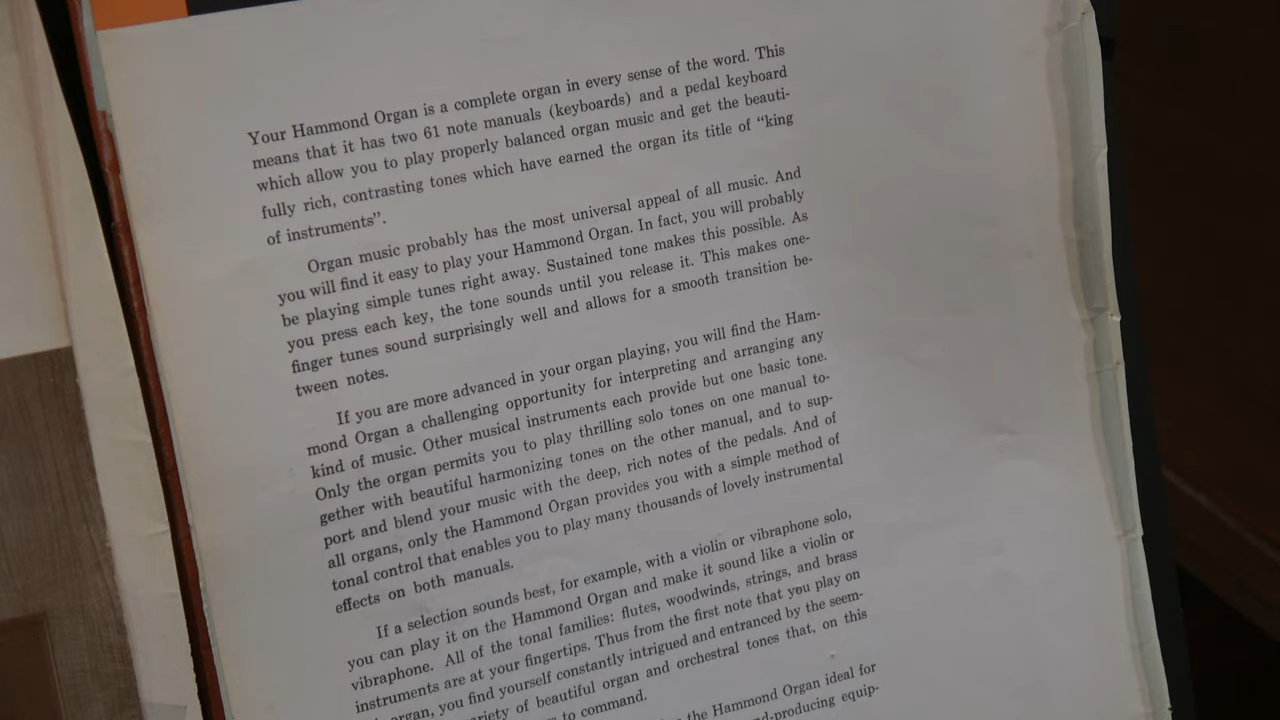 Your Hammond Organ is a complete organ in every sense of the word. This
means that it has two 61 note manuals (keyboards) and a pedal keyboard
which allow you to play properly balanced organ music and get the beauti-
fully rich, contrasting tones which have earned the organ its title of “king
of instruments”.
Organ music probably has the most universal appeal of all music. And
you will find it easy to play your Hammond Organ. In fact, you will probably
be playing simple tunes right away. Sustained tone makes this possible. As
you press each key, the tone sounds until you release it. This makes one-
finger tunes sound surprisingly well and allows for a smooth transition be-
tween notes.
If you are more advanced in your organ playing, you will find the Ham-
mond Organ a challenging opportunity for interpreting and arranging any
kind of music. Other musical instruments each provide but one basic tone.
Only the organ permits you to play thrilling solo tones on one manual to-
gether with beautiful harmonizing tones on the other manual, and to sup-
port and blend your music with the deep, rich notes of the pedals. And of
all organs, only the Hammond Organ provides you with a simple method of
tonal control that enables you to play many thousands of lovely instrumental
effects on both manuals.
If a selection sounds best, for example, with a violin or vibraphone solo,
you can play it on the Hammond Organ and make it sound like a violin or
vibraphone. All of the tonal families: flutes, woodwinds, strings, and brass
instruments are at your fingertips. Thus from the first note that you play on
organ, you find yourself constantly intrigued and entranced by the seem-
of beautiful organ and orchestral tones that, on this
to command.
the Hammond Organ ideal for
equip-